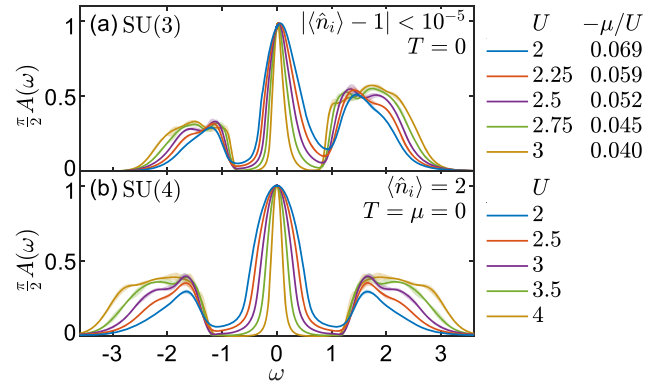 (a) SU(3)
|⟨n̂ᵢ⟩ − 1| < 10⁻⁵
T = 0
1
0.5
0
π/2 A(ω)
U −μ/U
2 0.069
2.25 0.059
2.5 0.052
2.75 0.045
3 0.040
(b) SU(4)
⟨n̂ᵢ⟩ = 2
T = μ = 0
1
0.5
0
π/2 A(ω)
U
2
2.5
3
3.5
4
-3 -2 -1 0 1 2 3
ω